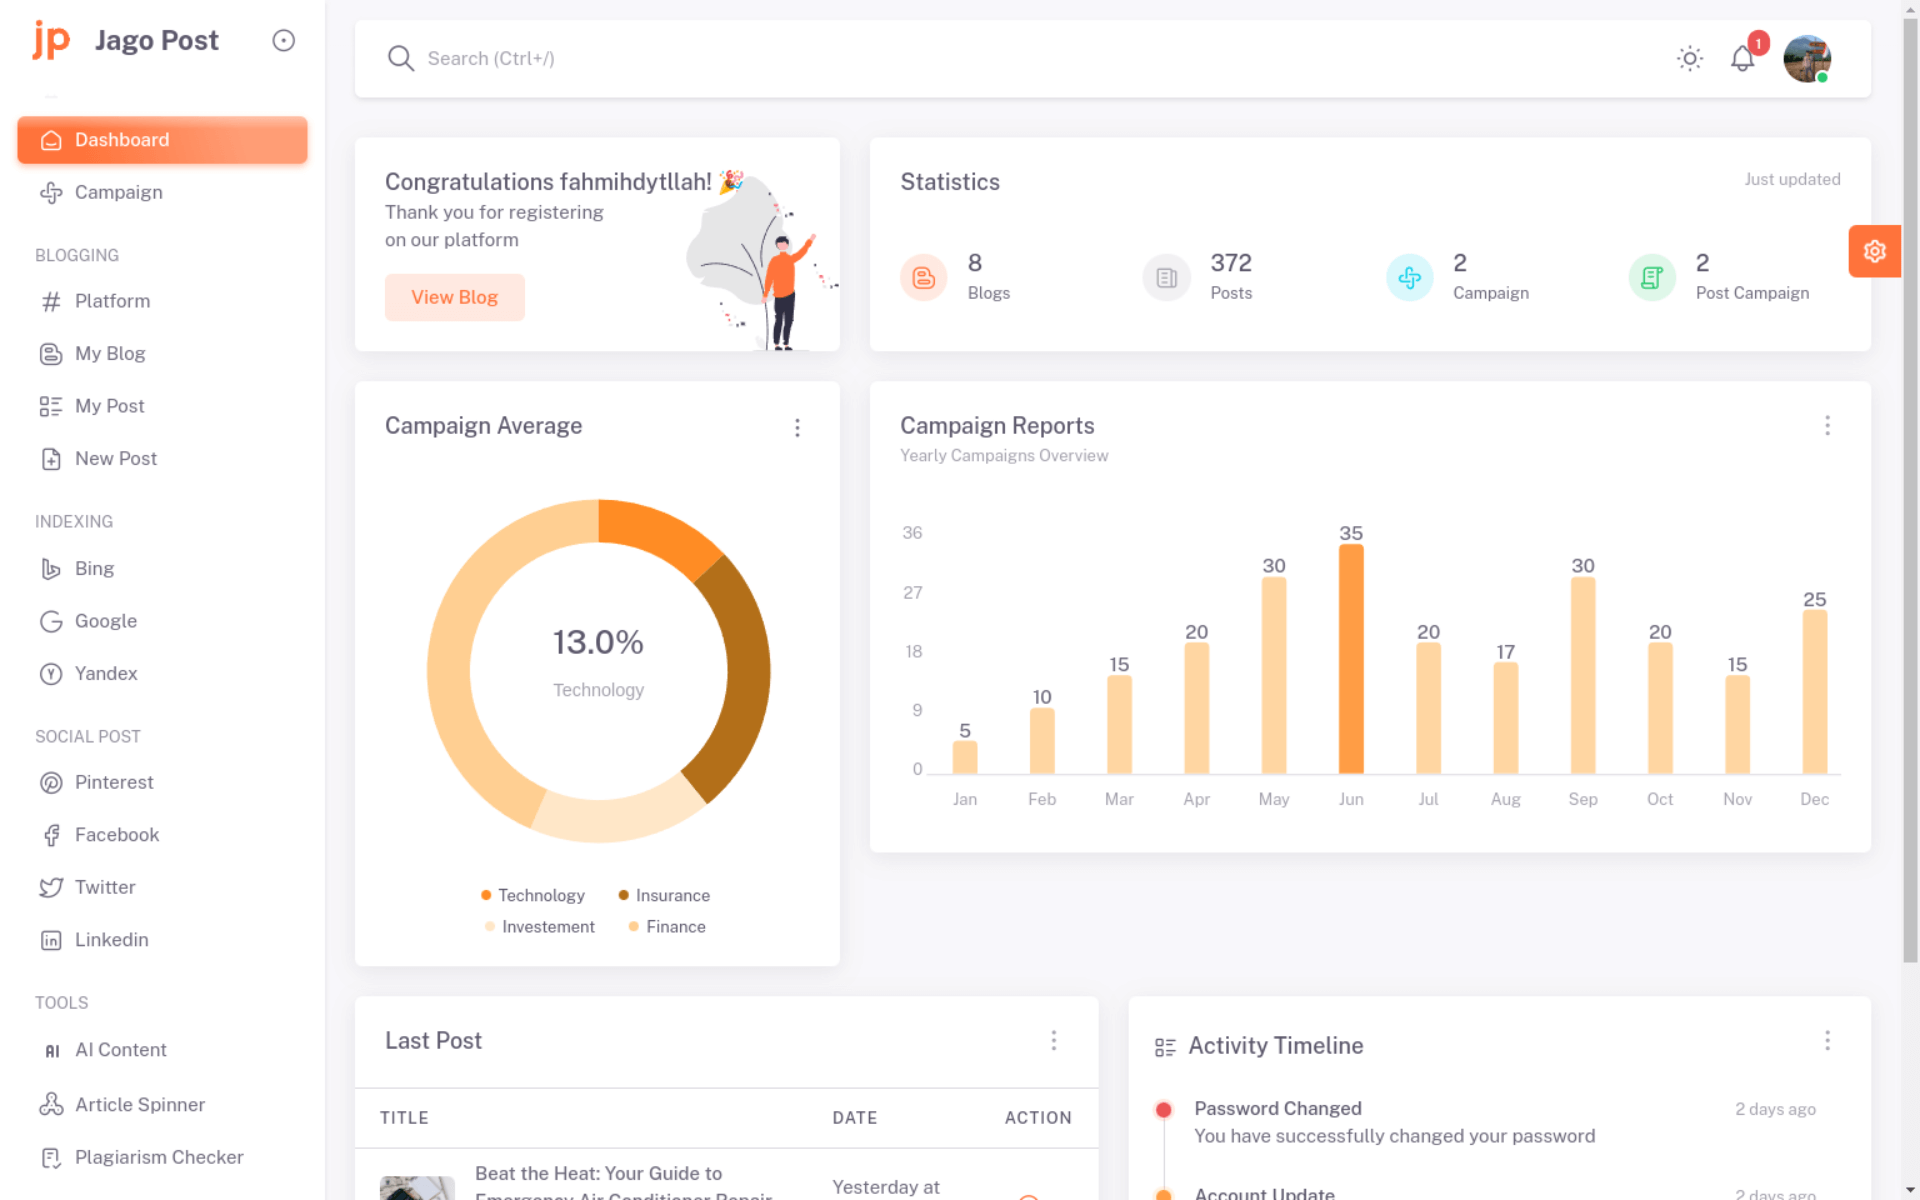 jp Jago Post
Dashboard
Campaign
BLOGGING
Platform
My Blog
My Post
New Post
INDEXING
Bing
Google
Yandex
SOCIAL POST
Pinterest
Facebook
Twitter
Linkedin
TOOLS
AI Content
Article Spinner
Plagiarism Checker
Search (Ctrl+/)
1
Congratulations fahmihdytllah! 🎉
Thank you for registering
on our platform
View Blog
Statistics
Just updated
8
Blogs
372
Posts
2
Campaign
2
Post Campaign
Campaign Average
13.0%
Technology
Technology Insurance
Investement Finance
Campaign Reports
Yearly Campaigns Overview
36
27
18
9
0
5 10 15 20 30 35 20 17 30 20 15 25
Jan Feb Mar Apr May Jun Jul Aug Sep Oct Nov Dec
Last Post
TITLE DATE ACTION
Beat the Heat: Your Guide to
Emergency Air Conditioner Repair
Yesterday at
Activity Timeline
Password Changed
2 days ago
You have successfully changed your password
Account Update
2 days ago